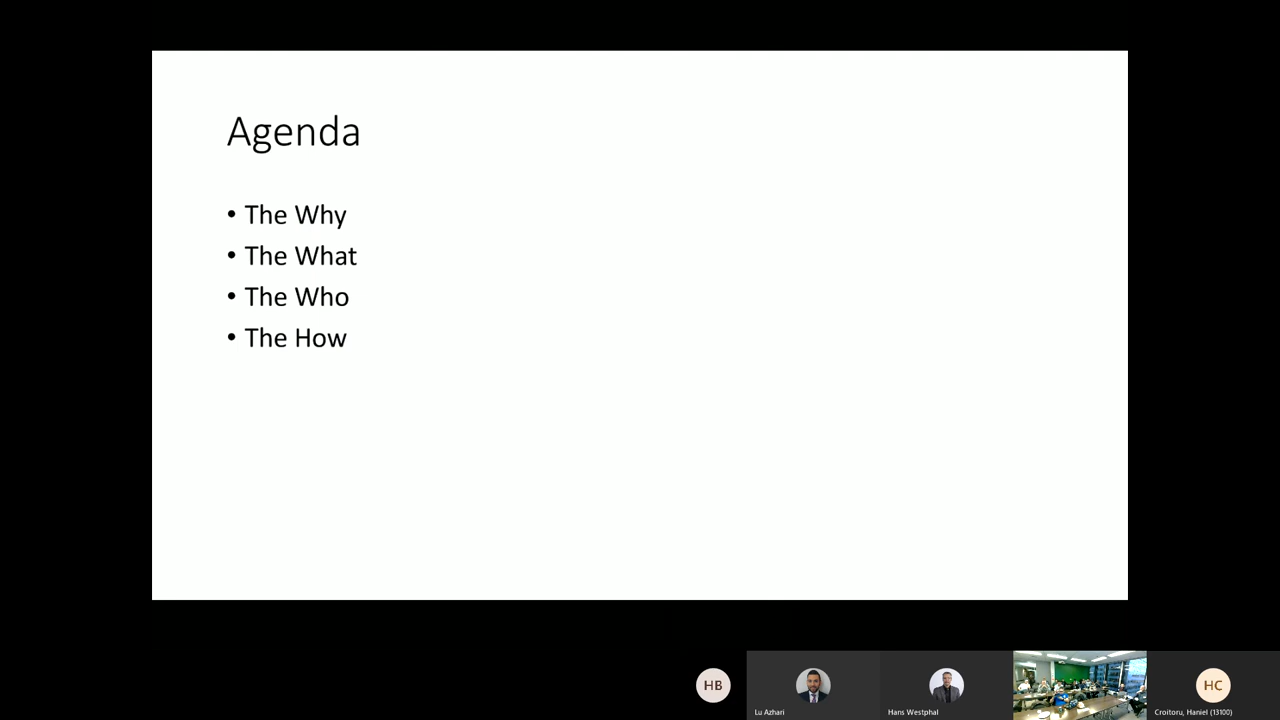 Agenda
• The Why
• The What
• The Who
• The How
HB
HC
Lu Azhari
Hans Westphal
Croitoru, Haniel (13100)